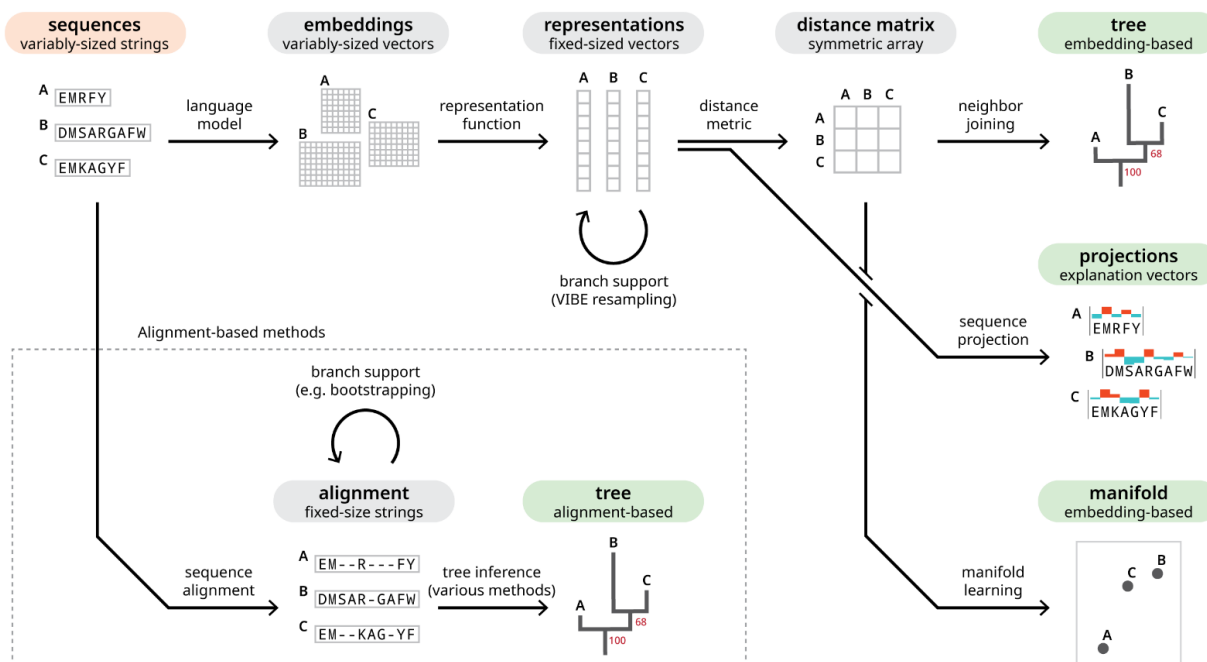 sequences
variably-sized strings
embeddings
variably-sized vectors
representations
fixed-sized vectors
distance matrix
symmetric array
tree
embedding-based
A EMRFY
B DMSARGAFW
C EMKAGYF
language
model
A
B
C
representation
function
A B C
distance
metric
A B C
A
B
C
neighbor
joining
A
B
C
68
100
branch support
(VIBE resampling)
projections
explanation vectors
sequence
projection
A EMRFY
B DMSARGAFW
C EMKAGYF
Alignment-based methods
branch support
(e.g. bootstrapping)
alignment
fixed-size strings
tree
alignment-based
manifold
embedding-based
sequence
alignment
A EM--R---FY
B DMSAR-GAFW
C EM--KAG-YF
tree inference
(various methods)
A
B
C
68
100
manifold
learning
A
C
B